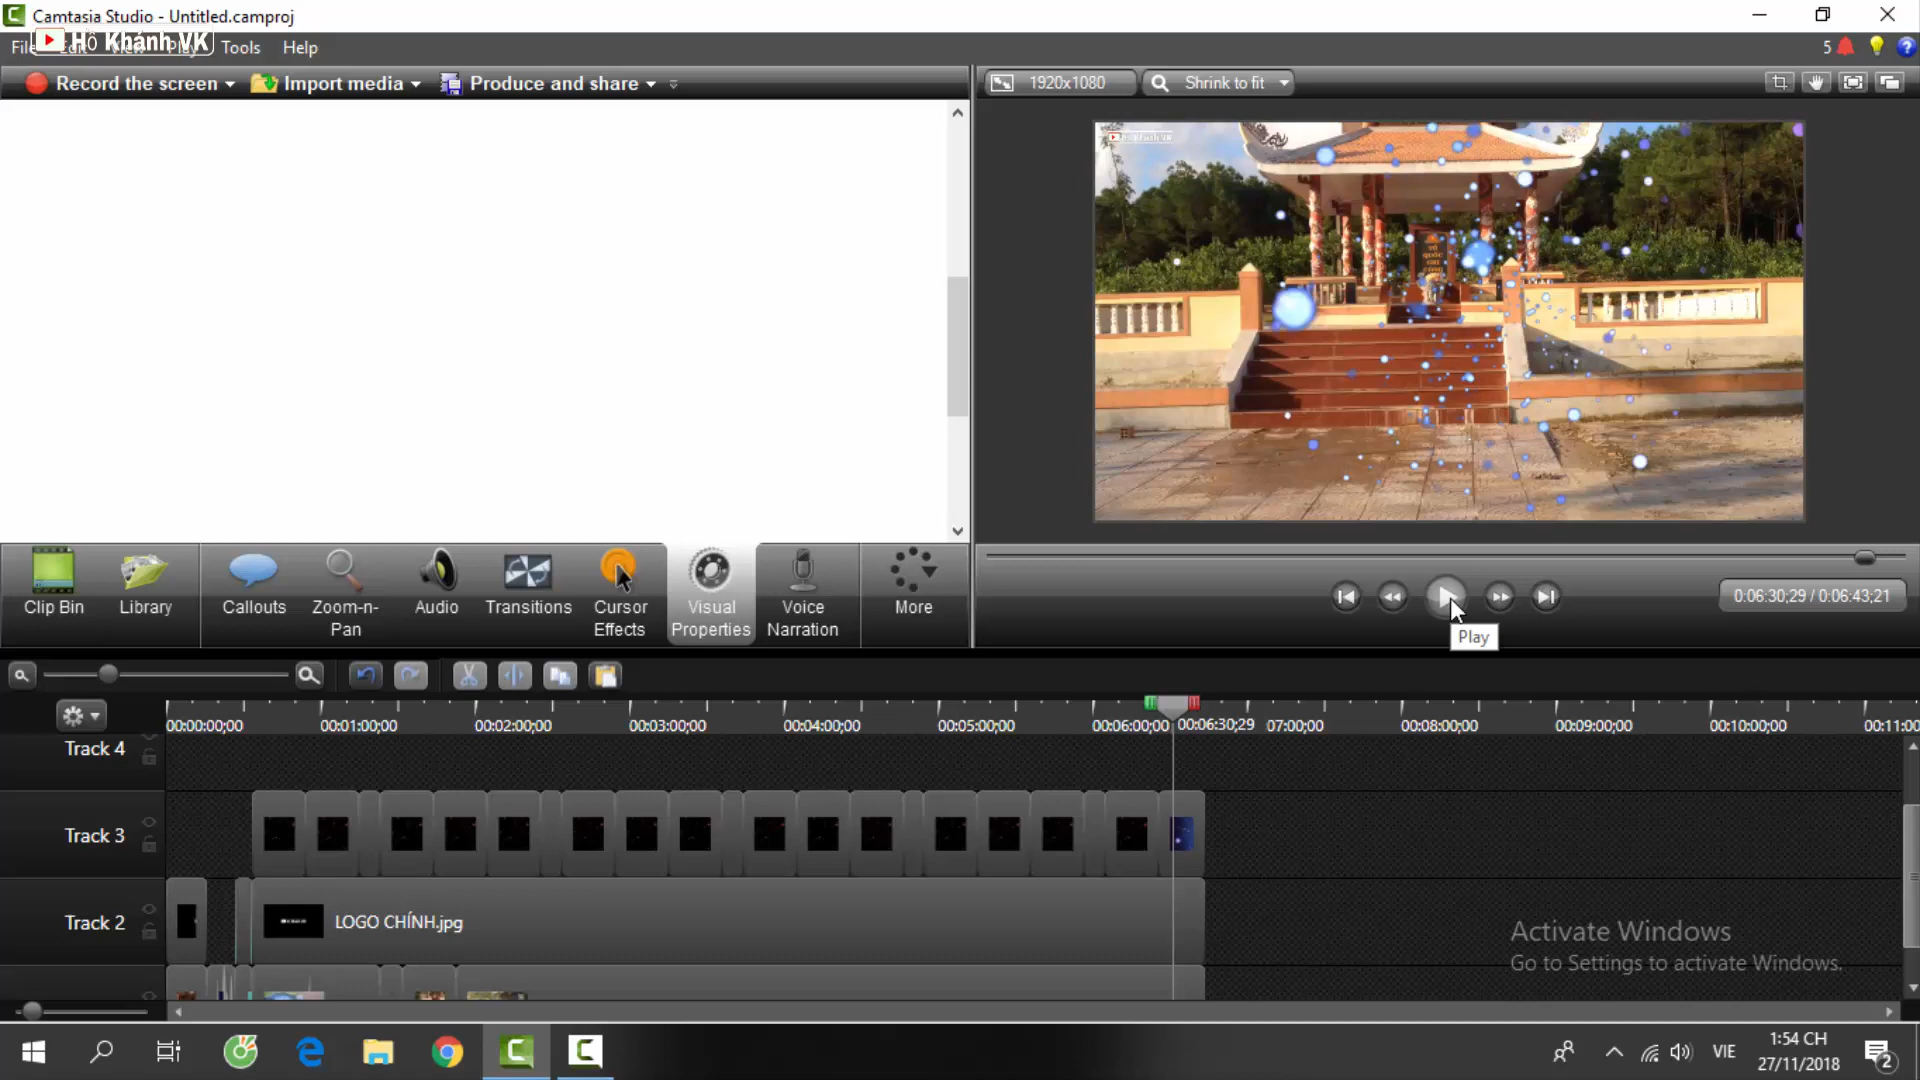 Camtasia Studio - Untitled.camproj
Hồ Khánh VK
File Edit View Play Tools Help
5
Record the screen Import media Produce and share
1920x1080 Shrink to fit
TỔ
QUỐC
GHI
CÔNG
Clip Bin Library Callouts Zoom-n-Pan Audio Transitions Cursor Effects Visual Properties Voice Narration More
0:06:30;29 / 0:06:43;21
Play
00:00:00;00 00:01:00;00 00:02:00;00 00:03:00;00 00:04:00;00 00:05:00;00 00:06:00;00 00:06:30;29 07:00;00 00:08:00;00 00:09:00;00 00:10:00;00 00:11:00
Track 4
Track 3
Track 2 LOGO CHÍNH.jpg
Activate Windows
Go to Settings to activate Windows.
VIE
1:54 CH
27/11/2018
2